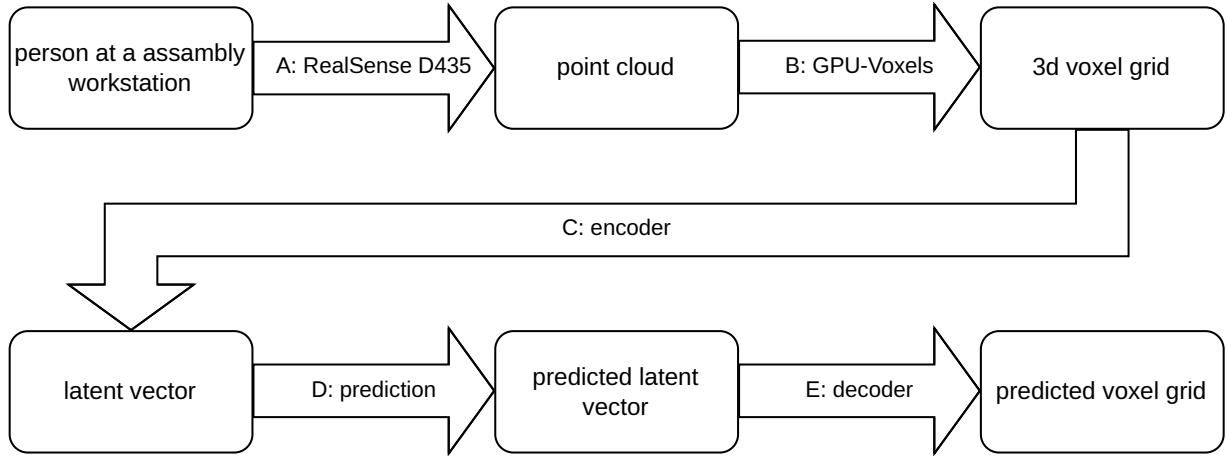 person at a assambly
workstation
A: RealSense D435
point cloud
B: GPU-Voxels
3d voxel grid
C: encoder
latent vector
D: prediction
predicted latent
vector
E: decoder
predicted voxel grid